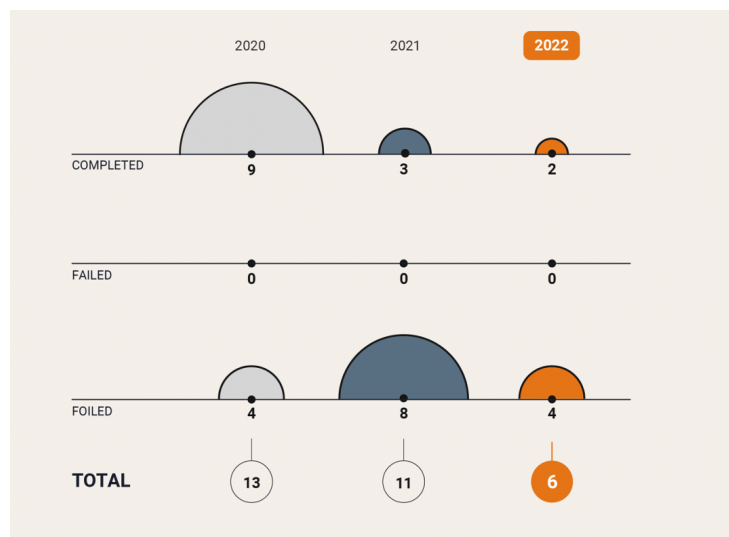 2020 2021 2022
COMPLETED
9 3 2
FAILED
0 0 0
FOILED
4 8 4
TOTAL 13 11 6